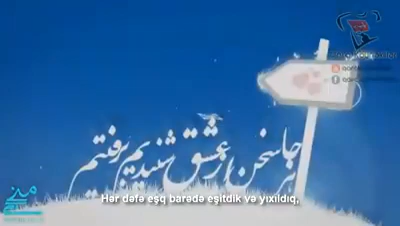 هر جا سخن از عشق شنیدیم برفتیم
Hər dəfə eşq barədə eşitdik və yıxıldıq,